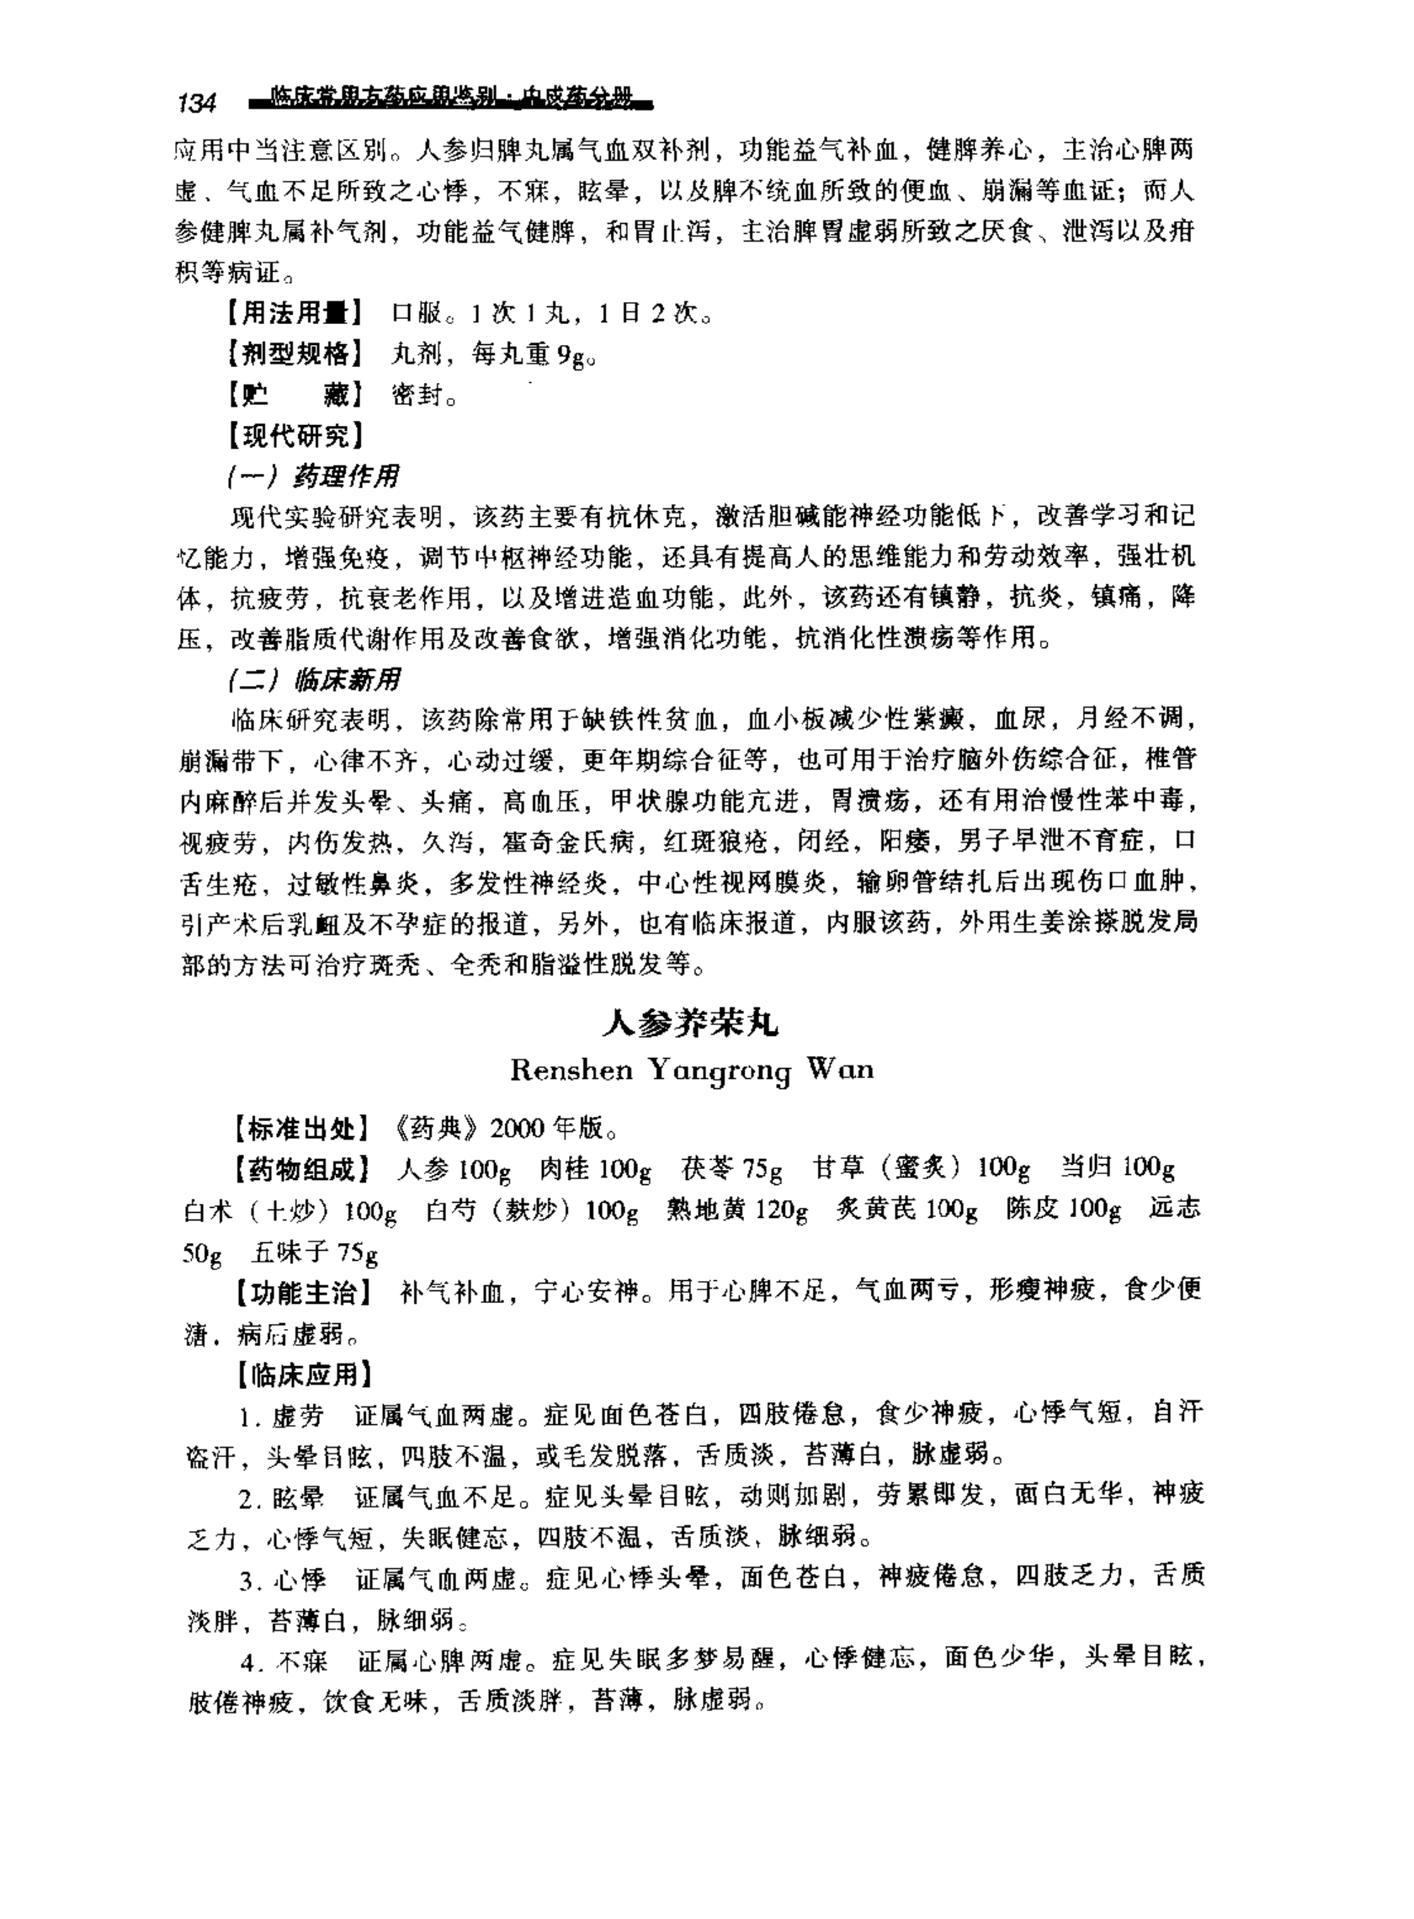 134 临床常用方药应用鉴别·中成药分册
应用中当注意区别。人参归脾丸属气血双补剂，功能益气补血，健脾养心，主治心脾两
虚、气血不足所致之心悸，不寐，眩晕，以及脾不统血所致的便血、崩漏等血证；而人
参健脾丸属补气剂，功能益气健脾，和胃止泻，主治脾胃虚弱所致之厌食、泄泻以及疳
积等病证。
【用法用量】 口服。1次1丸，1日2次。
【剂型规格】 丸剂，每丸重9g。
【贮　　藏】 密封。
【现代研究】
（一）药理作用
现代实验研究表明，该药主要有抗休克，激活胆碱能神经功能低下，改善学习和记
忆能力，增强免疫，调节中枢神经功能，还具有提高人的思维能力和劳动效率，强壮机
体，抗疲劳，抗衰老作用，以及增进造血功能，此外，该药还有镇静，抗炎，镇痛，降
压，改善脂质代谢作用及改善食欲，增强消化功能，抗消化性溃疡等作用。
（二）临床新用
临床研究表明，该药除常用于缺铁性贫血，血小板减少性紫癜，血尿，月经不调，
崩漏带下，心律不齐，心动过缓，更年期综合征等，也可用于治疗脑外伤综合征，椎管
内麻醉后并发头晕、头痛，高血压，甲状腺功能亢进，胃溃疡，还有用治慢性苯中毒，
视疲劳，内伤发热，久泻，霍奇金氏病，红斑狼疮，闭经，阳痿，男子早泄不育症，口
舌生疮，过敏性鼻炎，多发性神经炎，中心性视网膜炎，输卵管结扎后出现伤口血肿，
引产术后乳衄及不孕症的报道，另外，也有临床报道，内服该药，外用生姜涂搽脱发局
部的方法可治疗斑秃、全秃和脂溢性脱发等。
人参养荣丸
Renshen Yangrong Wan
【标准出处】《药典》2000年版。
【药物组成】 人参100g 肉桂100g 茯苓75g 甘草（蜜炙）100g 当归100g
白术（土炒）100g 白芍（麸炒）100g 熟地黄120g 炙黄芪100g 陈皮100g 远志
50g 五味子75g
【功能主治】 补气补血，宁心安神。用于心脾不足，气血两亏，形瘦神疲，食少便
溏，病后虚弱。
【临床应用】
1. 虚劳 证属气血两虚。症见面色苍白，四肢倦怠，食少神疲，心悸气短，自汗
盗汗，头晕目眩，四肢不温，或毛发脱落，舌质淡，苔薄白，脉虚弱。
2. 眩晕 证属气血不足。症见头晕目眩，动则加剧，劳累即发，面白无华，神疲
乏力，心悸气短，失眠健忘，四肢不温，舌质淡，脉细弱。
3. 心悸 证属气血两虚。症见心悸头晕，面色苍白，神疲倦怠，四肢乏力，舌质
淡胖，苔薄白，脉细弱。
4. 不寐 证属心脾两虚。症见失眠多梦易醒，心悸健忘，面色少华，头晕目眩，
肢倦神疲，饮食无味，舌质淡胖，苔薄，脉虚弱。